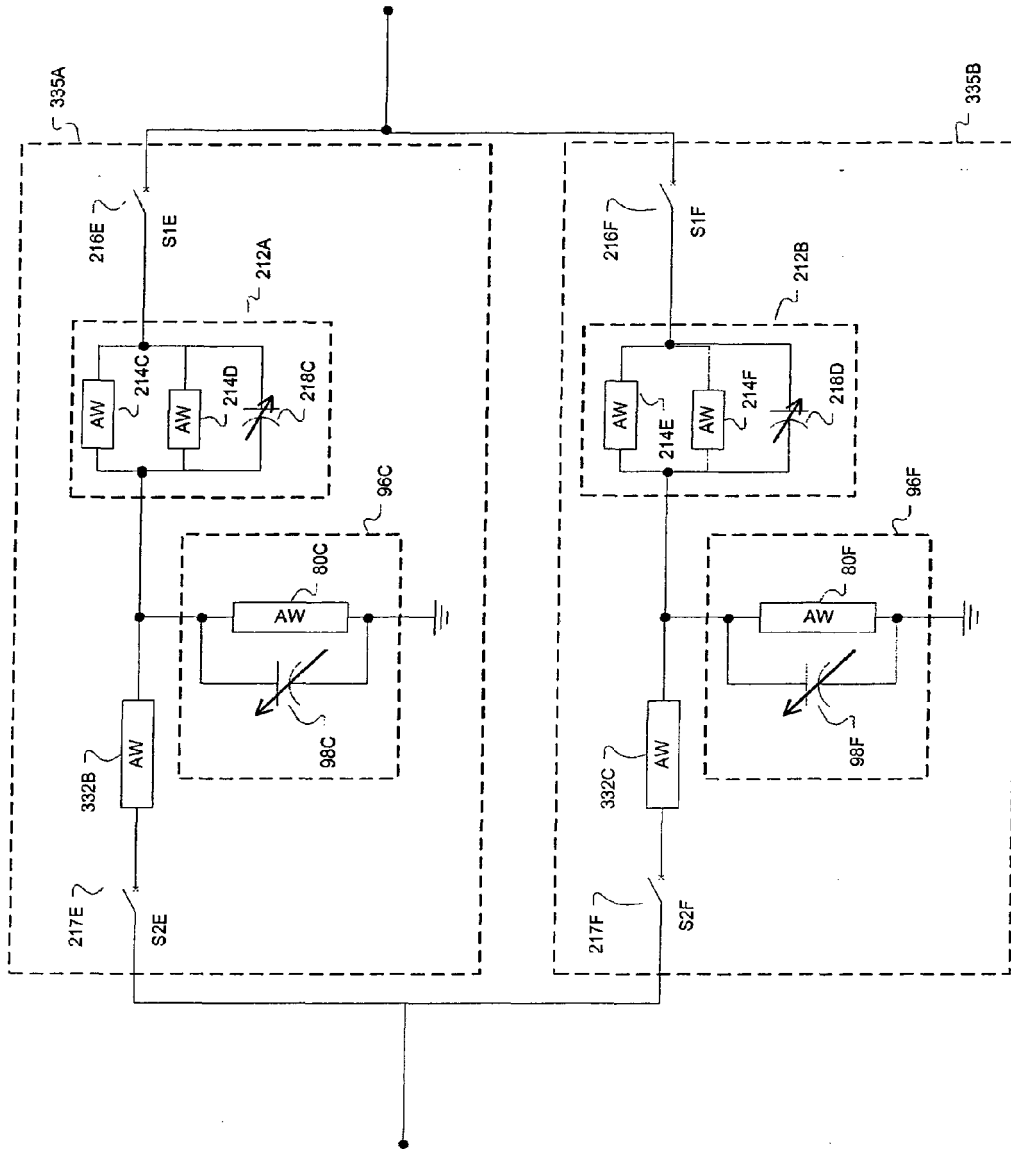 335A
216E
S1E
212A
AW
214C
AW
214D
218C
96C
80C
AW
98C
332B
AW
217E
S2E
335B
216F
S1F
212B
AW
214E
AW
214F
218D
96F
80F
AW
98F
332C
AW
217F
S2F